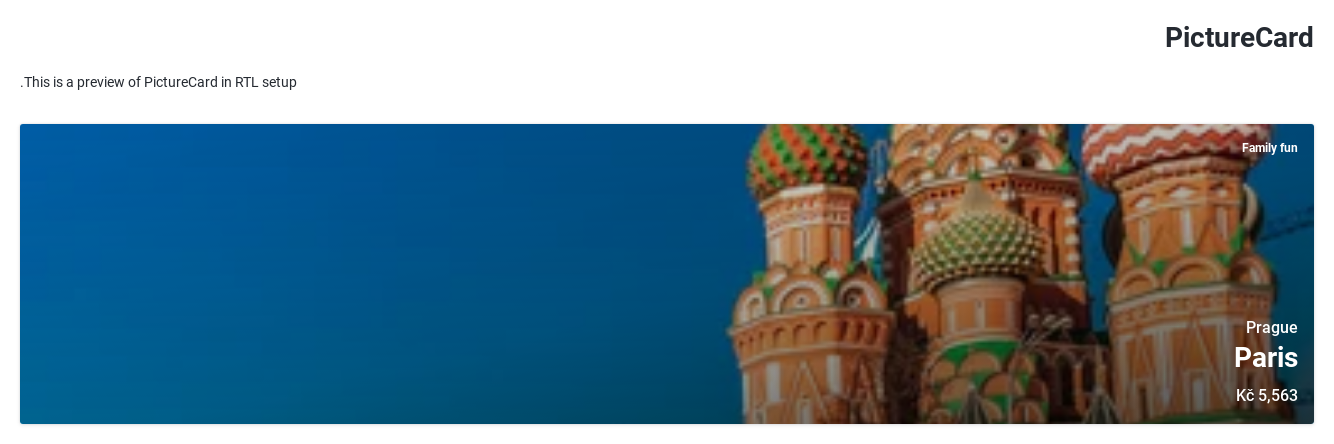 PictureCard
.This is a preview of PictureCard in RTL setup
Family fun
Prague
Paris
Kč 5,563